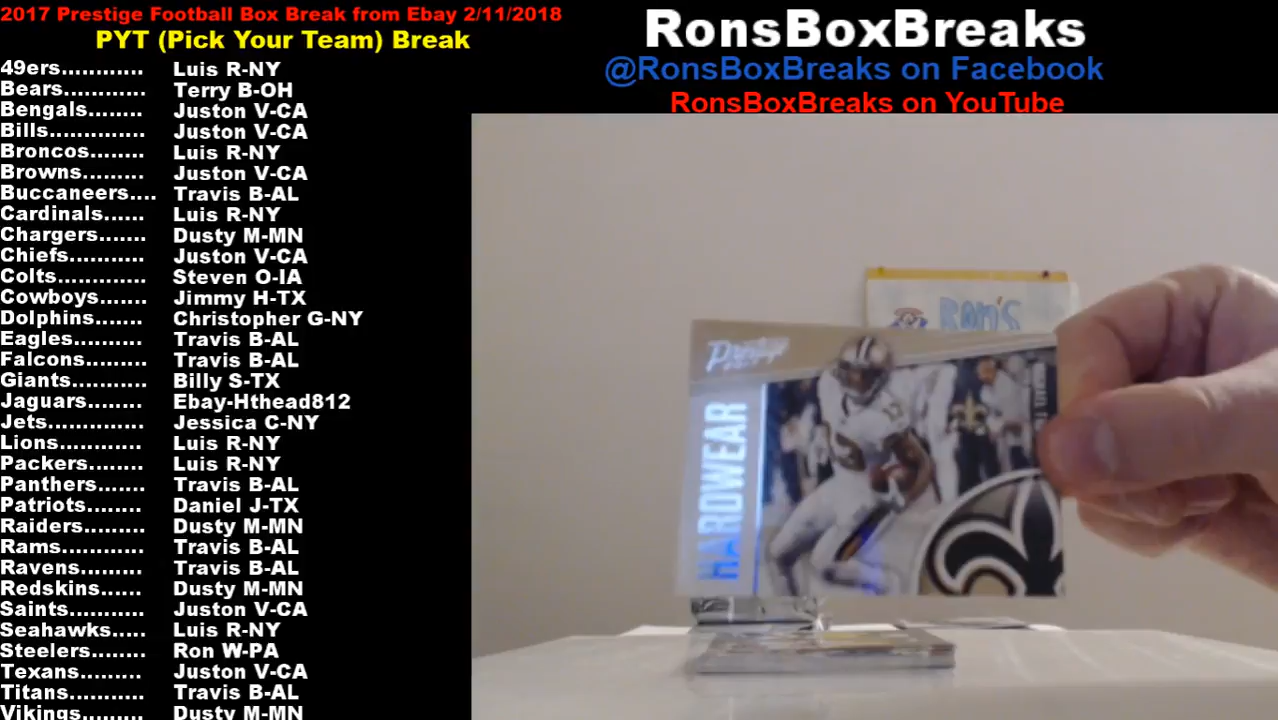 2017 Prestige Football Box Break from Ebay 2/11/2018
PYT (Pick Your Team) Break
49ers............ Luis R-NY
Bears............ Terry B-OH
Bengals........ Juston V-CA
Bills.............. Juston V-CA
Broncos........ Luis R-NY
Browns......... Juston V-CA
Buccaneers.... Travis B-AL
Cardinals...... Luis R-NY
Chargers....... Dusty M-MN
Chiefs........... Juston V-CA
Colts............. Steven O-IA
Cowboys....... Jimmy H-TX
Dolphins........ Christopher G-NY
Eagles.......... Travis B-AL
Falcons......... Travis B-AL
Giants........... Billy S-TX
Jaguars........ Ebay-Hthead812
Jets.............. Jessica C-NY
Lions............ Luis R-NY
Packers........ Luis R-NY
Panthers....... Travis B-AL
Patriots........ Daniel J-TX
Raiders......... Dusty M-MN
Rams............ Travis B-AL
Ravens......... Travis B-AL
Redskins...... Dusty M-MN
Saints........... Juston V-CA
Seahawks..... Luis R-NY
Steelers........ Ron W-PA
Texans......... Juston V-CA
Titans........... Travis B-AL
Vikings......... Dusty M-MN
RonsBoxBreaks
@RonsBoxBreaks on Facebook
RonsBoxBreaks on YouTube
RON'S
Prestige
HARDWEAR
13